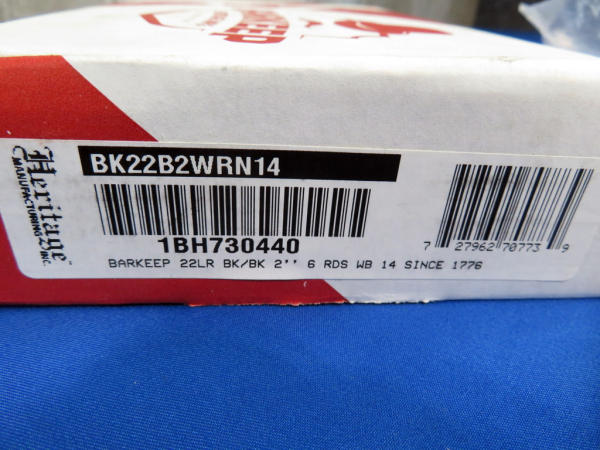 Heritage
MANUFACTURING, INC.
BK22B2WRN14
1BH730440
7 27962 70773 9
BARKEEP 22LR BK/BK 2'' 6 RDS WB 14 SINCE 1776